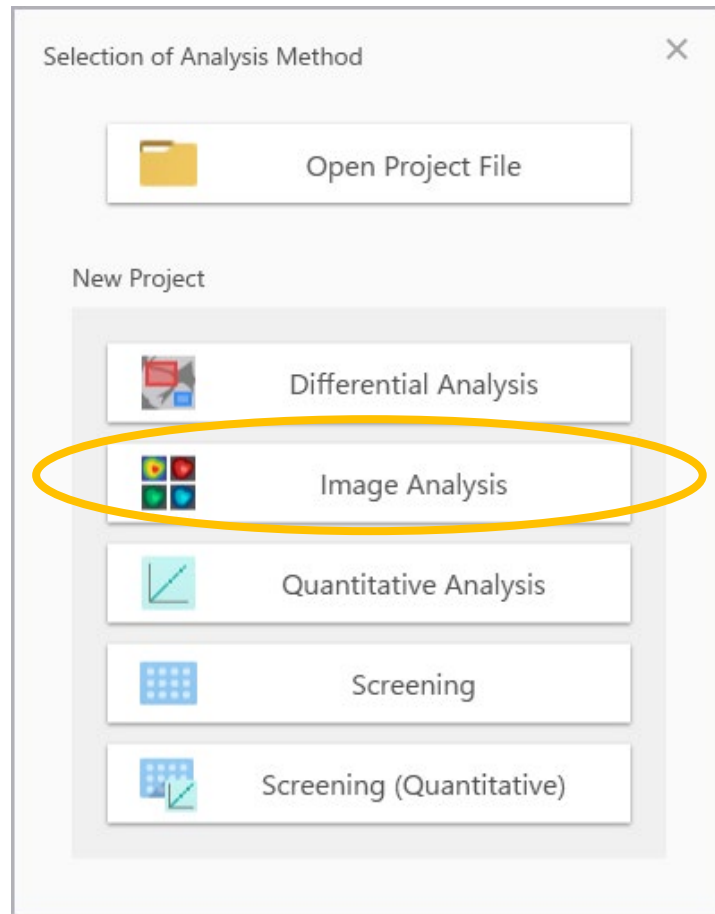 Selection of Analysis Method
Open Project File
New Project
Differential Analysis
Image Analysis
Quantitative Analysis
Screening
Screening (Quantitative)